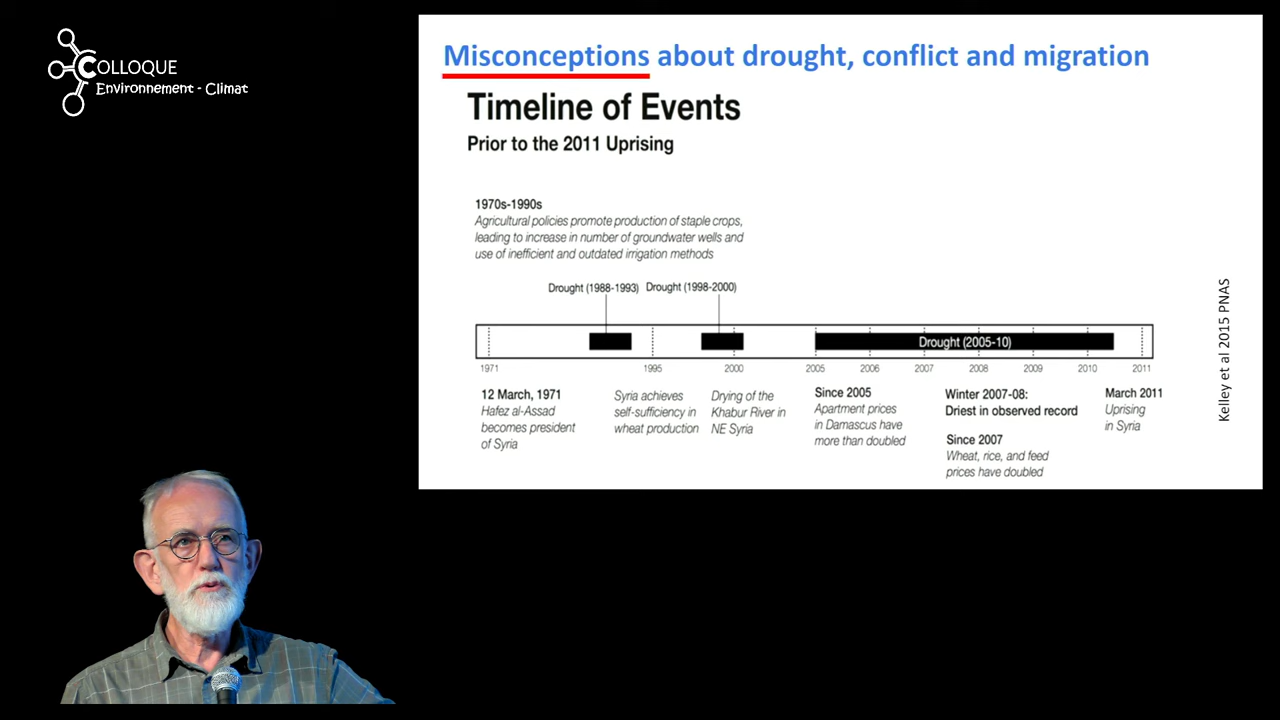 COLLOQUE
Environnement - Climat
Misconceptions about drought, conflict and migration
Timeline of Events
Prior to the 2011 Uprising
1970s-1990s
Agricultural policies promote production of staple crops,
leading to increase in number of groundwater wells and
use of inefficient and outdated irrigation methods
Drought (1988-1993)
Drought (1998-2000)
Drought (2005-10)
1971
1995
2000
2005
2006
2007
2008
2009
2010
2011
12 March, 1971
Hafez al-Assad
becomes president
of Syria
Syria achieves
self-sufficiency in
wheat production
Drying of the
Khabur River in
NE Syria
Since 2005
Apartment prices
in Damascus have
more than doubled
Winter 2007-08:
Driest in observed record
Since 2007
Wheat, rice, and feed
prices have doubled
March 2011
Uprising
in Syria
Kelley et al 2015 PNAS